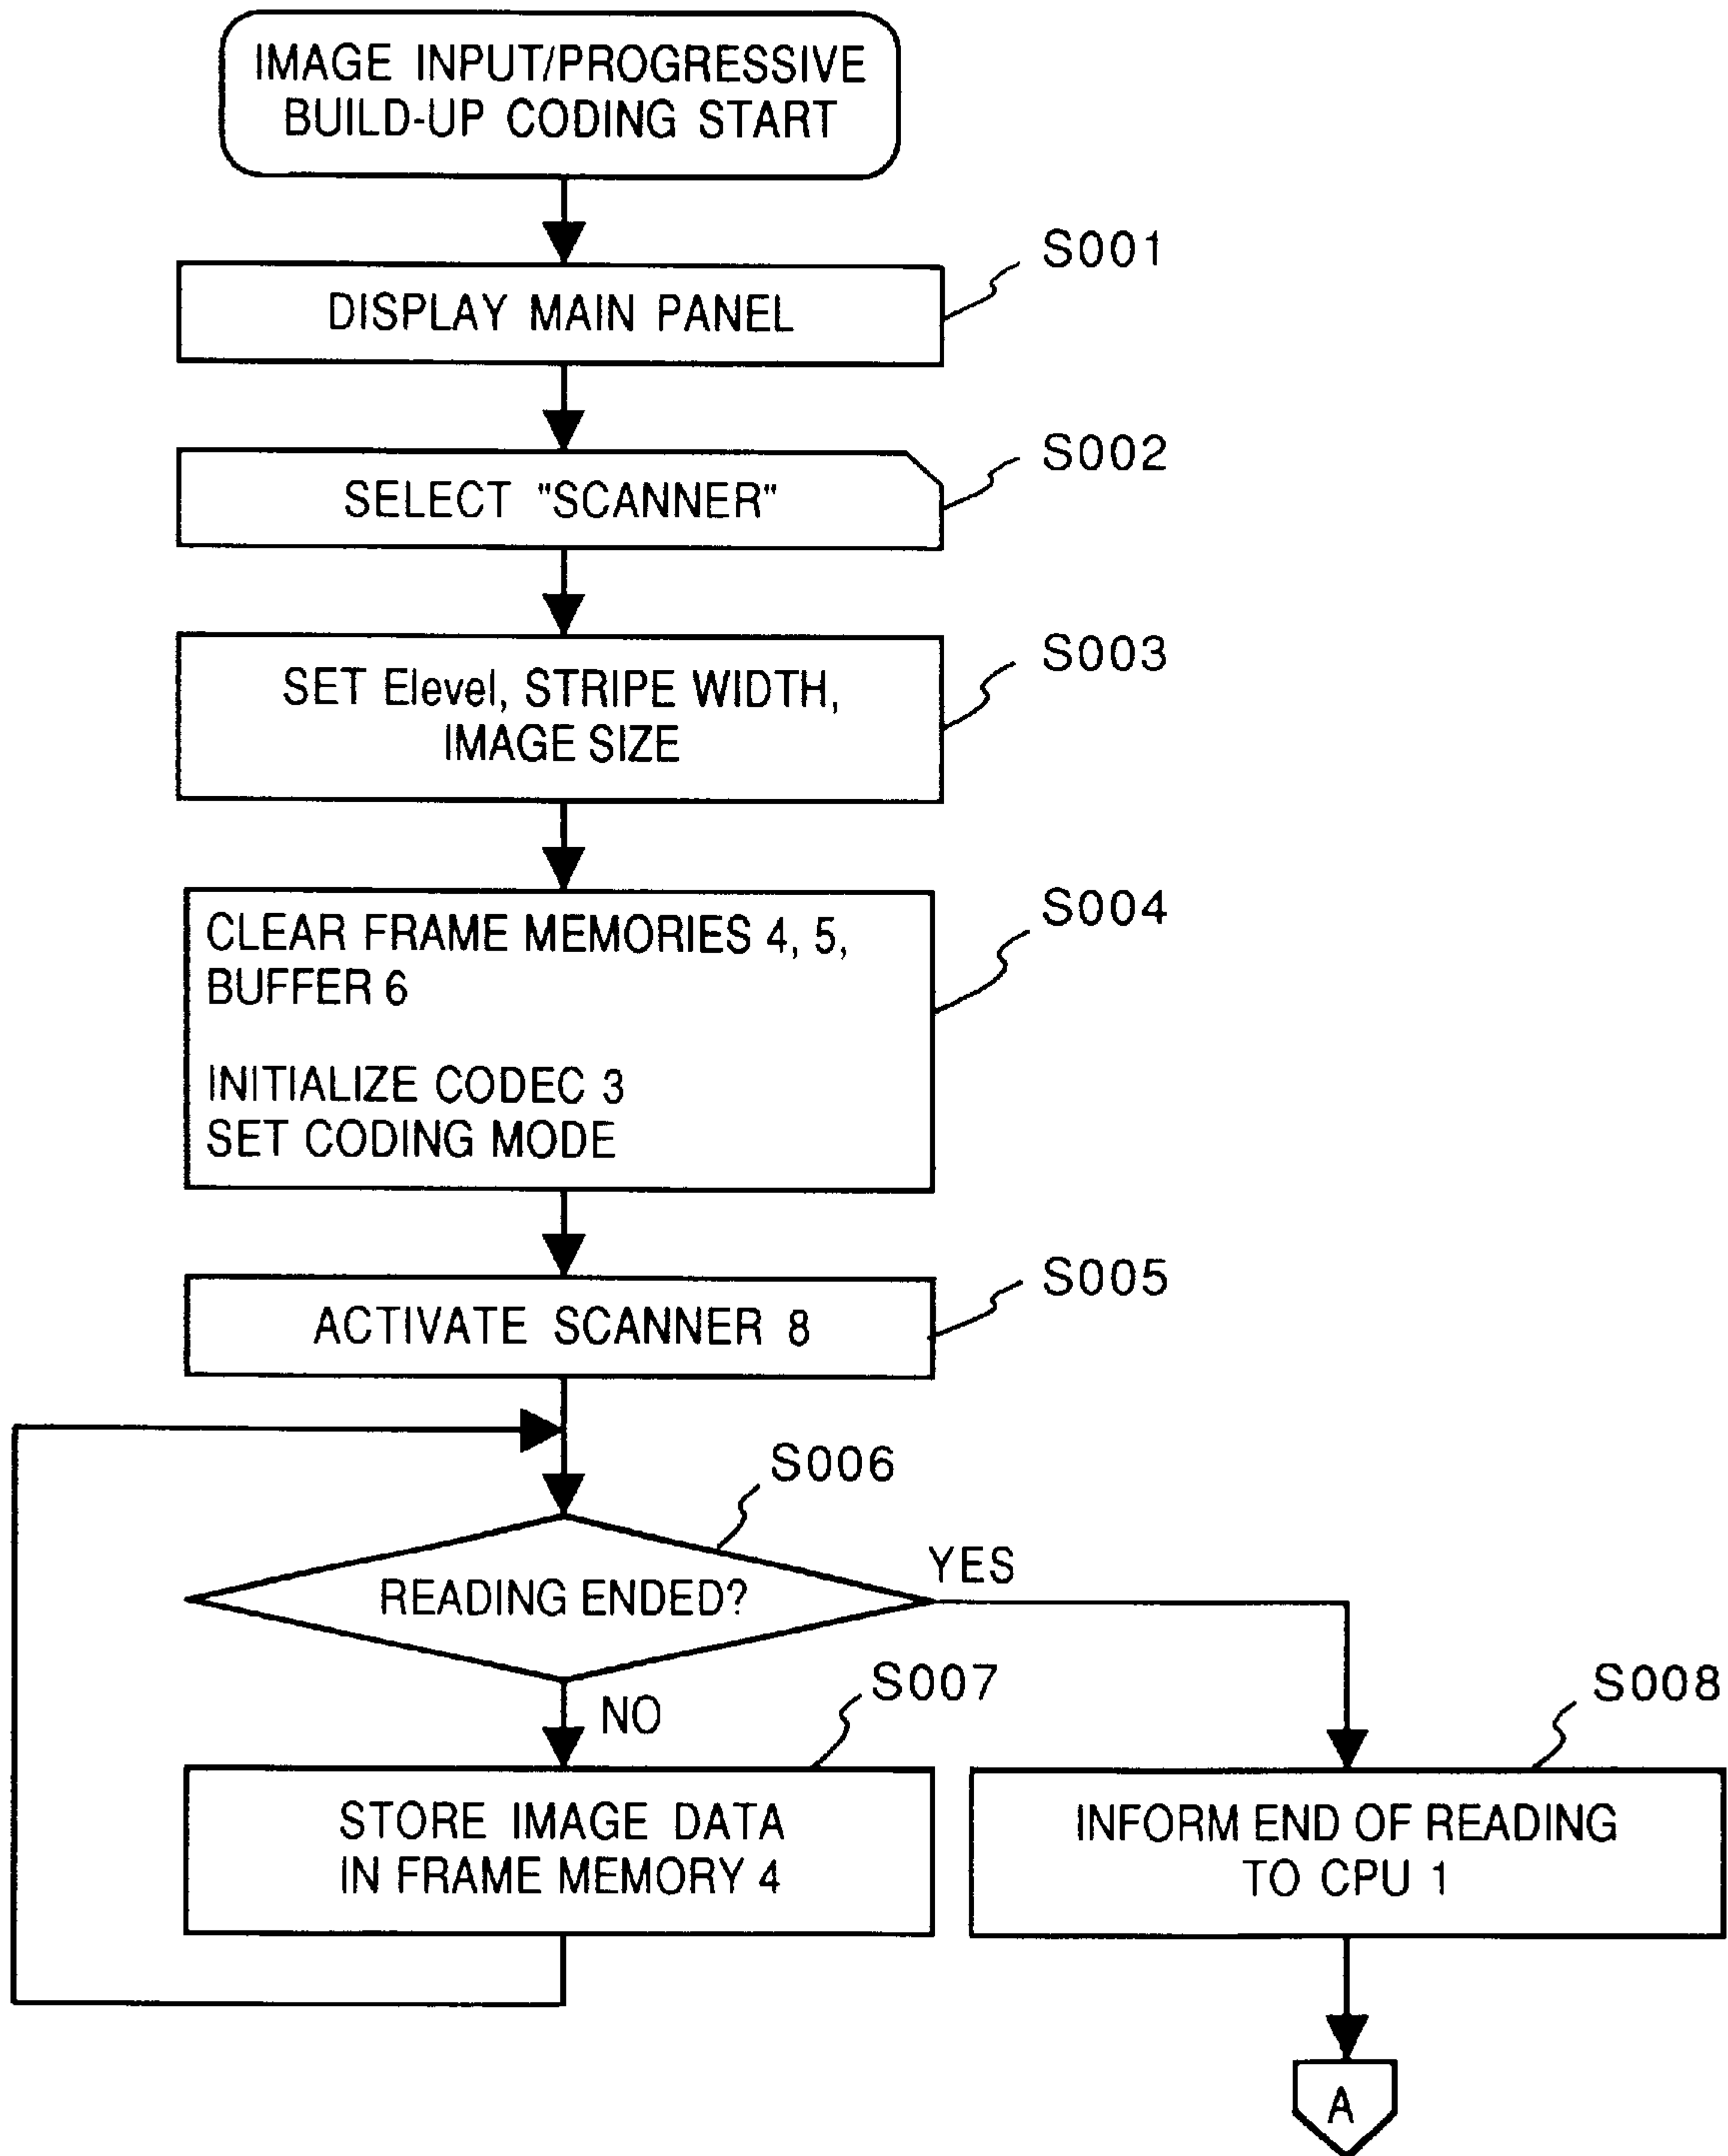 IMAGE INPUT/PROGRESSIVE
BUILD-UP CODING START
S001
DISPLAY MAIN PANEL
S002
SELECT "SCANNER"
S003
SET Elevel, STRIPE WIDTH,
IMAGE SIZE
S004
CLEAR FRAME MEMORIES 4, 5,
BUFFER 6
INITIALIZE CODEC 3
SET CODING MODE
S005
ACTIVATE SCANNER 8
S006
READING ENDED?
YES
NO
S007
STORE IMAGE DATA
IN FRAME MEMORY 4
S008
INFORM END OF READING
TO CPU 1
A